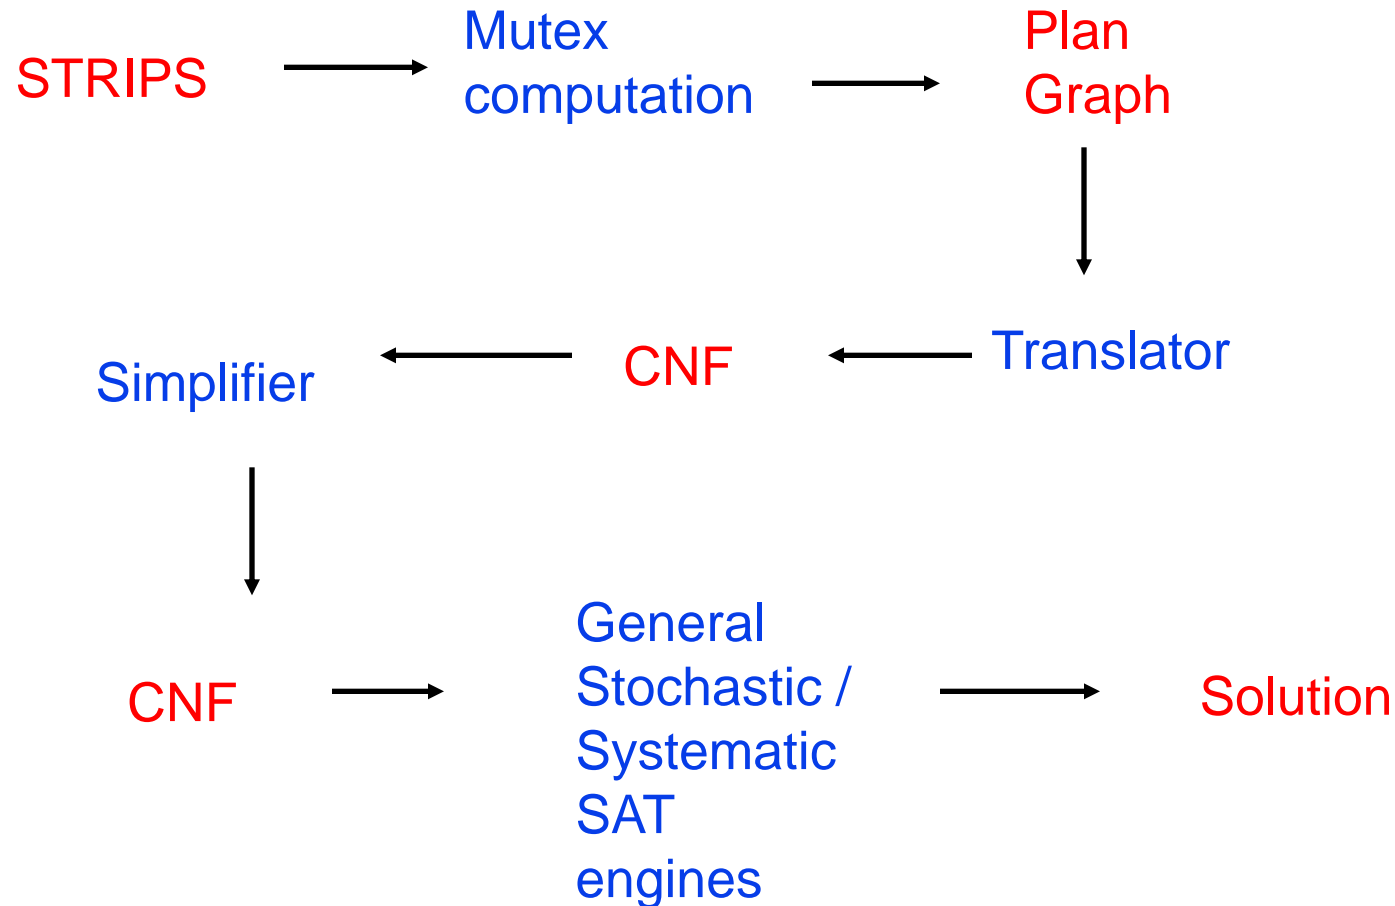 STRIPS
Mutex
computation
Plan
Graph
Translator
CNF
Simplifier
CNF
General
Stochastic /
Systematic
SAT
engines
Solution